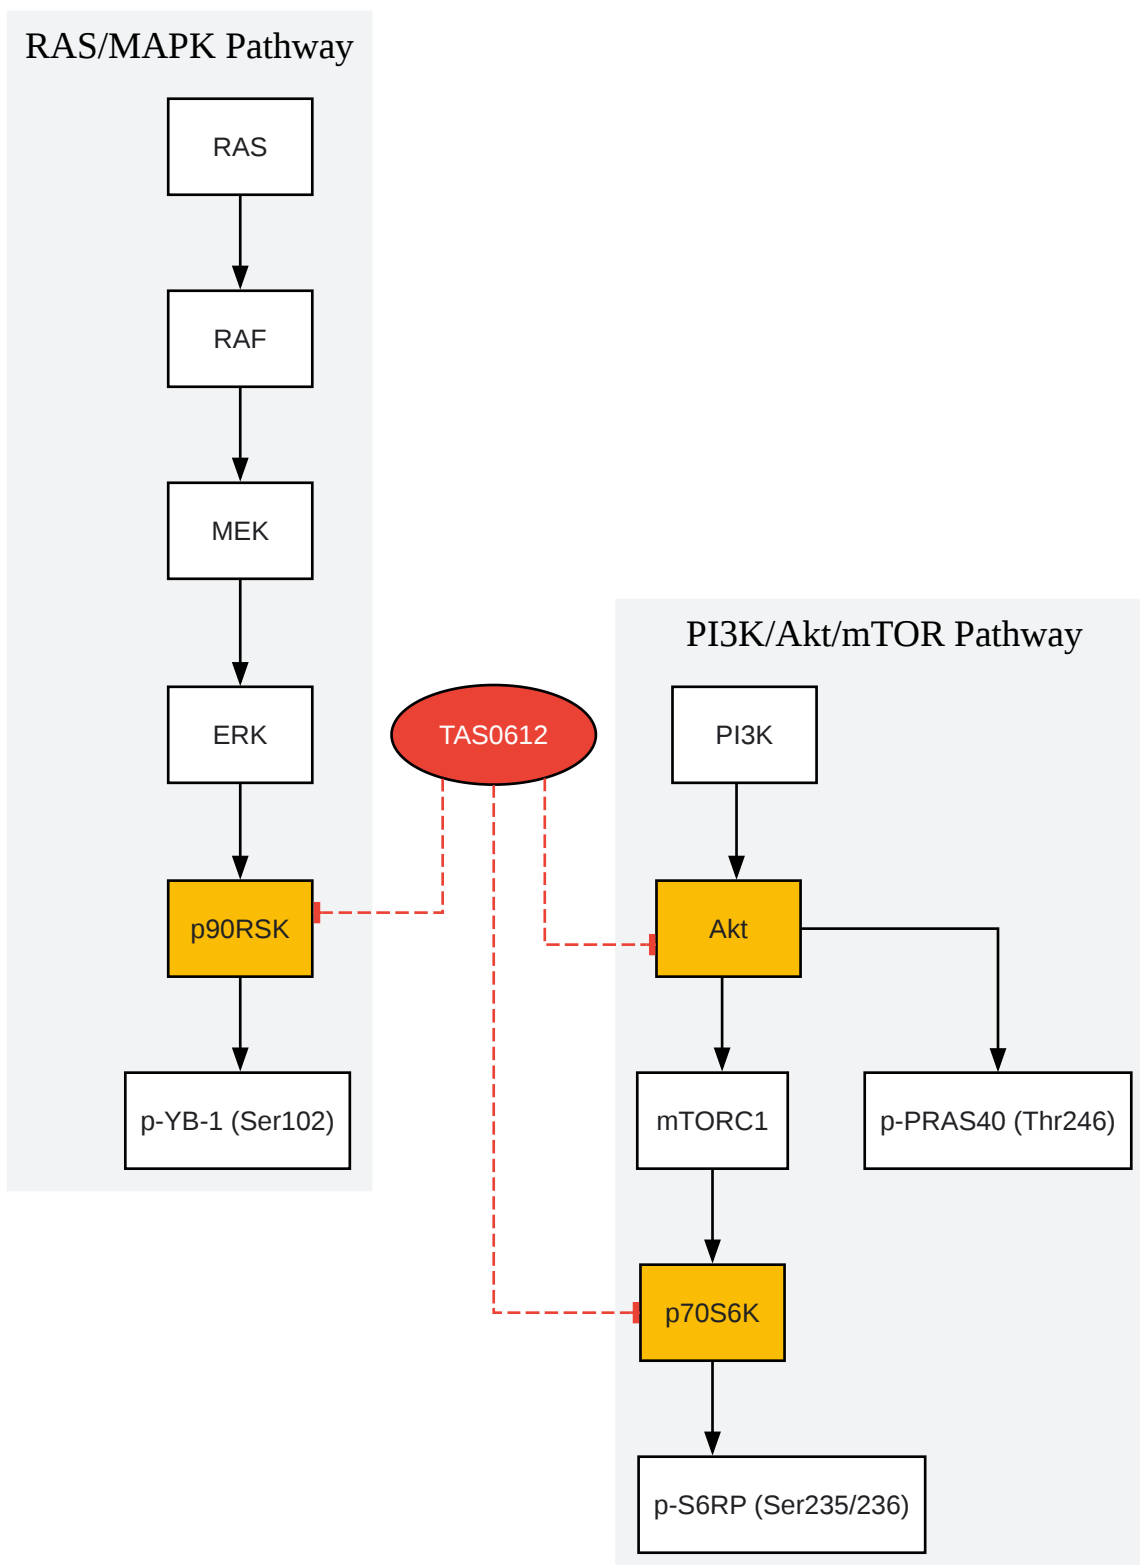 RAS/MAPK Pathway
RAS
RAF
MEK
ERK
p90RSK
p-YB-1 (Ser102)
TAS0612
PI3K/Akt/mTOR Pathway
PI3K
Akt
mTORC1
p-PRAS40 (Thr246)
p70S6K
p-S6RP (Ser235/236)